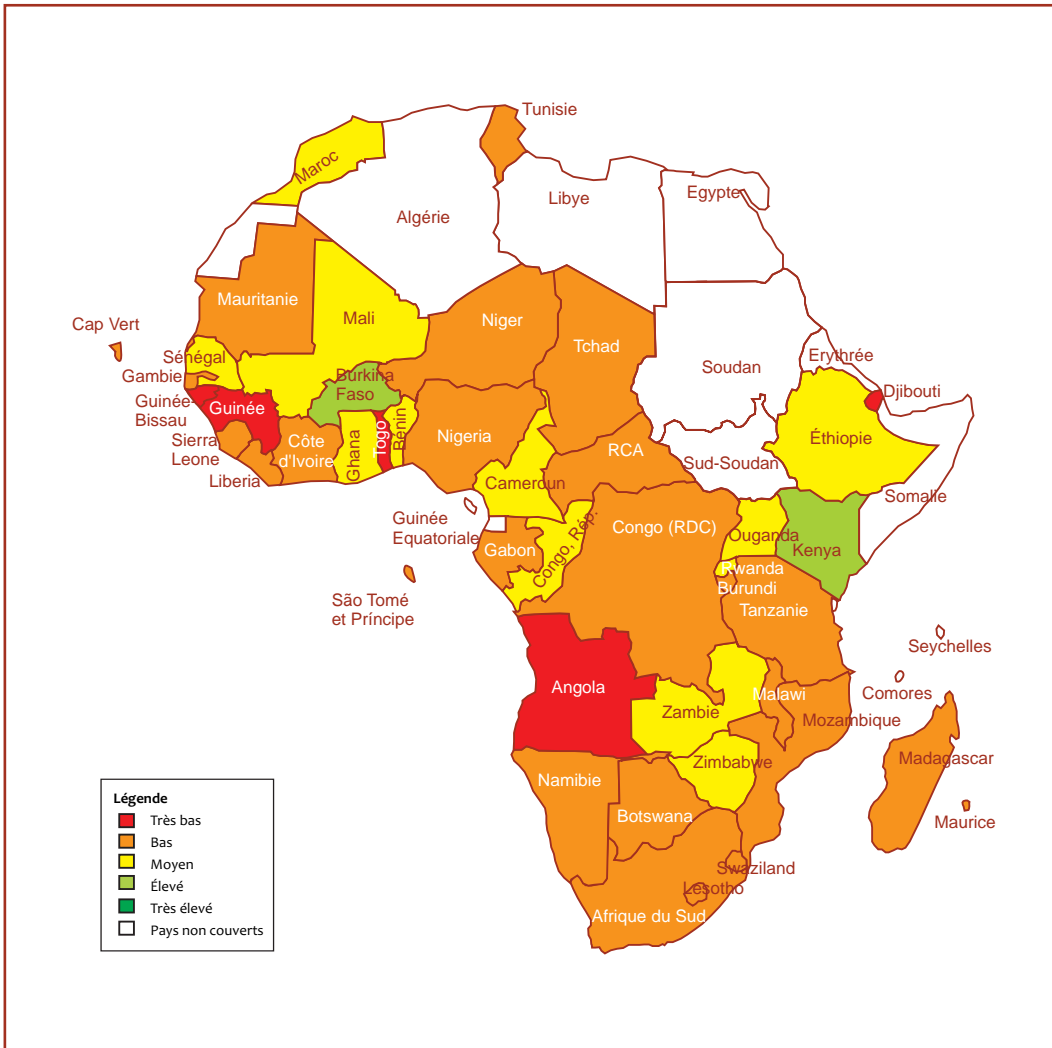 Tunisie
Maroc
Algérie
Libye
Egypte
Mauritanie
Mali
Niger
Tchad
Soudan
Erythrée
Cap Vert
Sénégal
Gambie
Guinée-
Bissau
Guinée
Sierra
Leone
Liberia
Côte
d'Ivoire
Burkina
Faso
Ghana
Togo
Bénin
Nigeria
Cameroun
RCA
Sud-Soudan
Éthiopie
Djibouti
Somalie
Guinée
Equatoriale
Gabon
Congo, Rép.
Congo (RDC)
Ouganda
Kenya
Rwanda
Burundi
Tanzanie
São Tomé
et Príncipe
Seychelles
Comores
Angola
Zambie
Malawi
Mozambique
Madagascar
Maurice
Zimbabwe
Namibie
Botswana
Swaziland
Lesotho
Afrique du Sud
Légende
Très bas
Bas
Moyen
Élevé
Très élevé
Pays non couverts